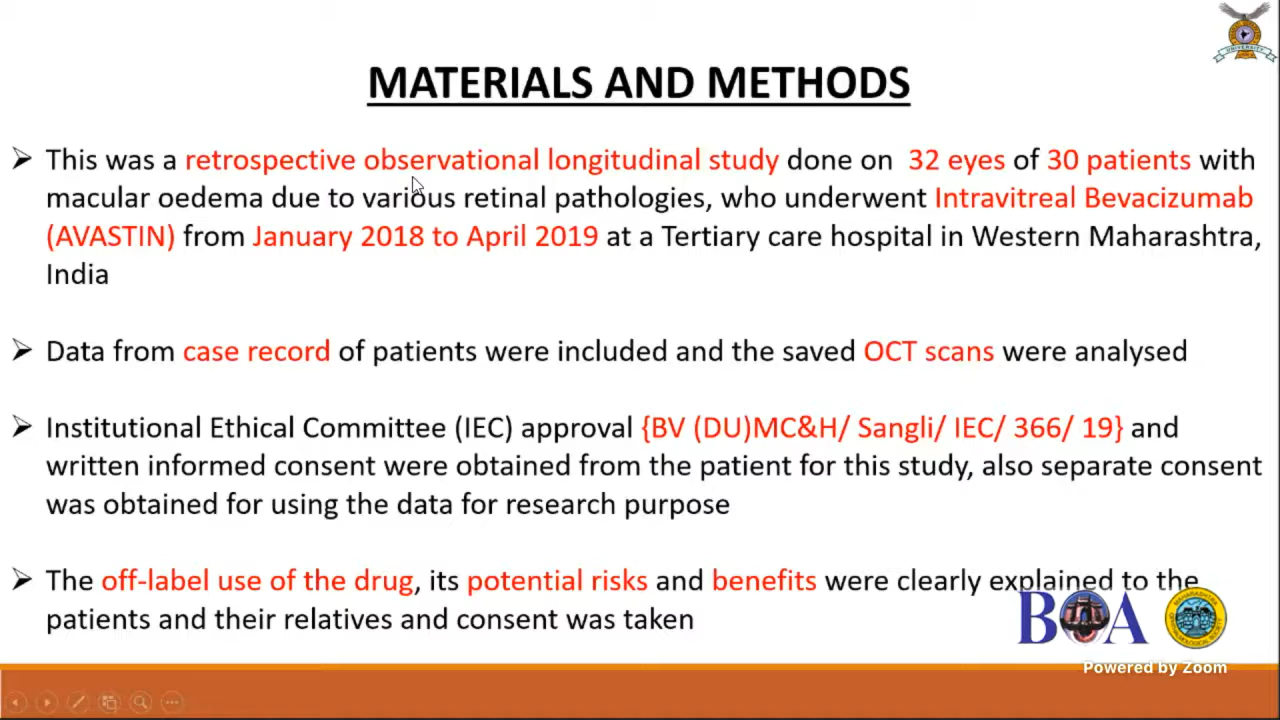 MATERIALS AND METHODS
This was a retrospective observational longitudinal study done on 32 eyes of 30 patients with
macular oedema due to various retinal pathologies, who underwent Intravitreal Bevacizumab
(AVASTIN) from January 2018 to April 2019 at a Tertiary care hospital in Western Maharashtra,
India
Data from case record of patients were included and the saved OCT scans were analysed
Institutional Ethical Committee (IEC) approval {BV (DU)MC&H/ Sangli/ IEC/ 366/ 19} and
written informed consent were obtained from the patient for this study, also separate consent
was obtained for using the data for research purpose
The off-label use of the drug, its potential risks and benefits were clearly explained to the
patients and their relatives and consent was taken
BOA
Powered by Zoom